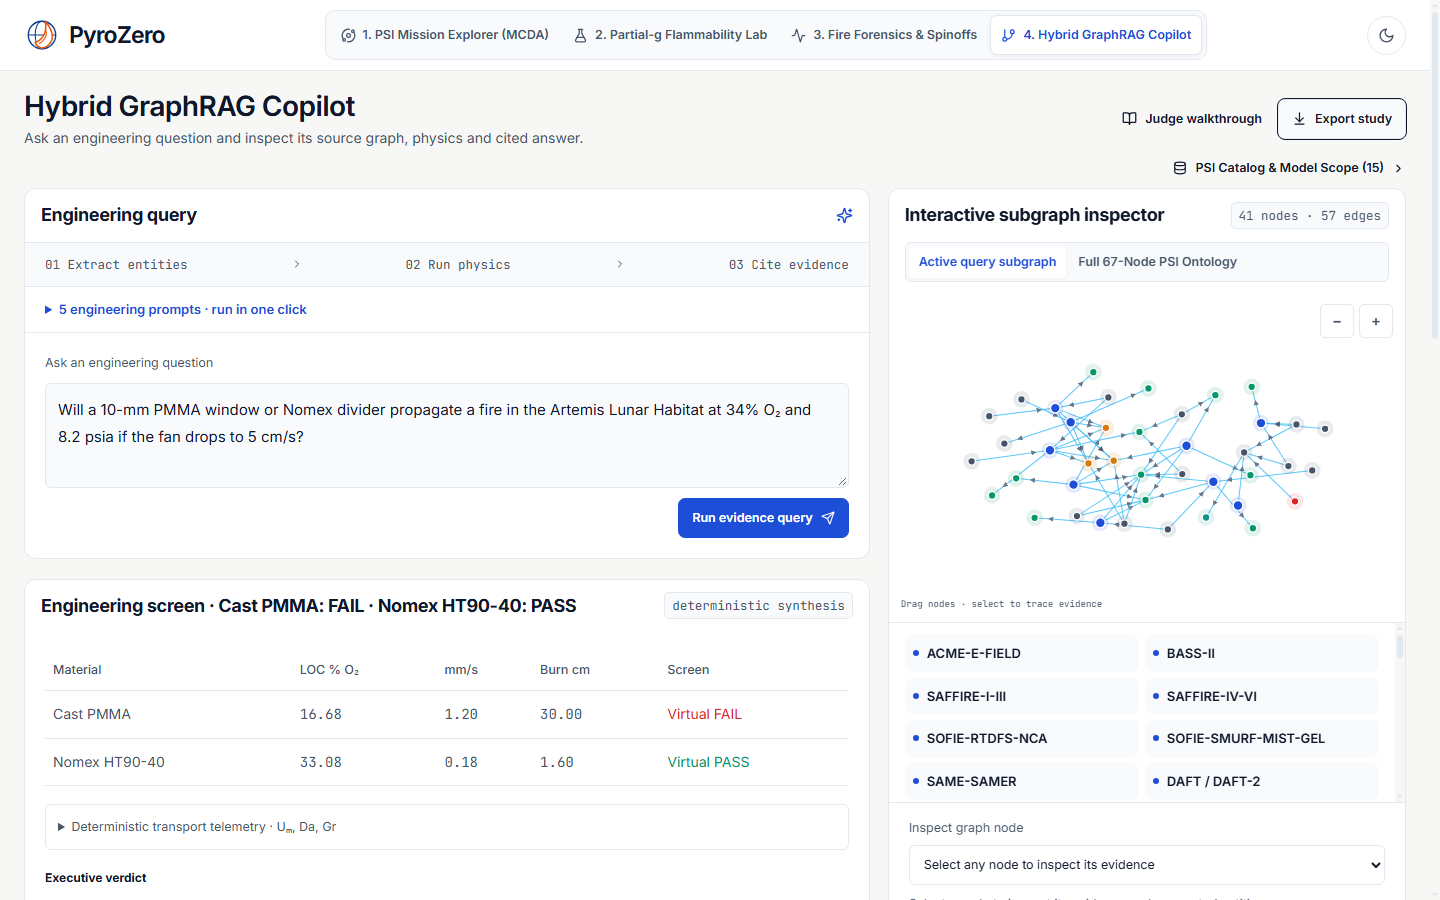 PyroZero
1. PSI Mission Explorer (MCDA)
2. Partial-g Flammability Lab
3. Fire Forensics & Spinoffs
4. Hybrid GraphRAG Copilot
Hybrid GraphRAG Copilot
Ask an engineering question and inspect its source graph, physics and cited answer.
Judge walkthrough
Export study
PSI Catalog & Model Scope (15)
Engineering query
01 Extract entities
02 Run physics
03 Cite evidence
5 engineering prompts · run in one click
Ask an engineering question
Will a 10-mm PMMA window or Nomex divider propagate a fire in the Artemis Lunar Habitat at 34% O₂ and
8.2 psia if the fan drops to 5 cm/s?
Run evidence query
Engineering screen · Cast PMMA: FAIL · Nomex HT90-40: PASS
deterministic synthesis
Material LOC % O₂ mm/s Burn cm Screen
Cast PMMA 16.68 1.20 30.00 Virtual FAIL
Nomex HT90-40 33.08 0.18 1.60 Virtual PASS
Deterministic transport telemetry · Uₘ, Da, Gr
Executive verdict
Interactive subgraph inspector
41 nodes · 57 edges
Active query subgraph
Full 67-Node PSI Ontology
−
+
Drag nodes · select to trace evidence
ACME-E-FIELD
BASS-II
SAFFIRE-I-III
SAFFIRE-IV-VI
SOFIE-RTDFS-NCA
SOFIE-SMURF-MIST-GEL
SAME-SAMER
DAFT / DAFT-2
Inspect graph node
Select any node to inspect its evidence